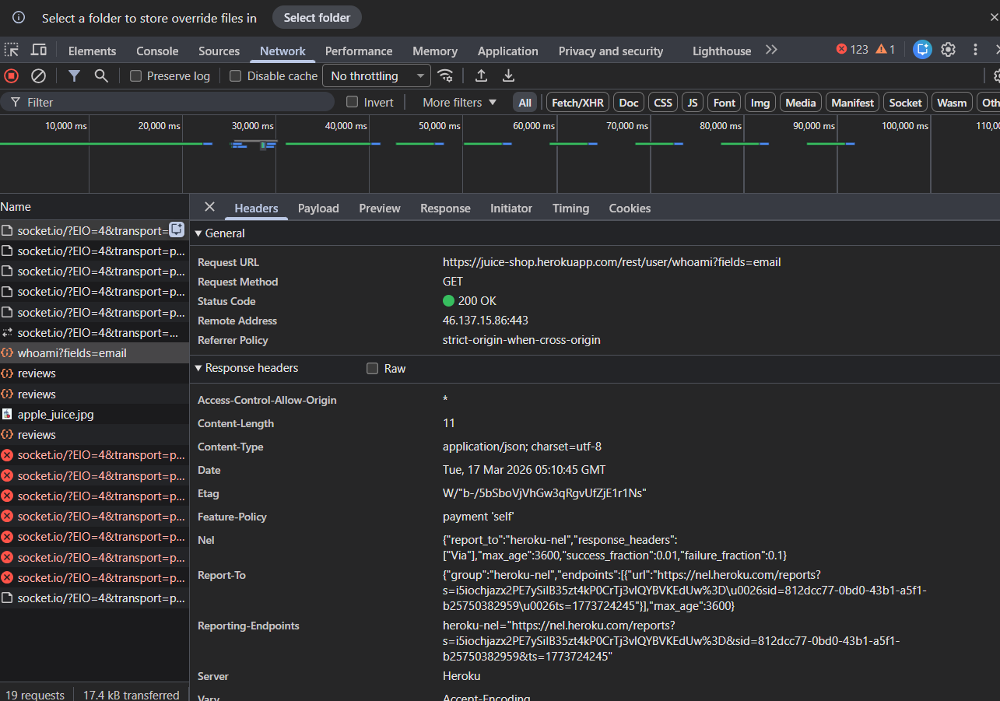 Select a folder to store override files in Select folder
Elements Console Sources Network Performance Memory Application Privacy and security Lighthouse 123 1
Preserve log Disable cache No throttling
Filter Invert More filters All Fetch/XHR Doc CSS JS Font Img Media Manifest Socket Wasm Oth
10,000 ms 20,000 ms 30,000 ms 40,000 ms 50,000 ms 60,000 ms 70,000 ms 80,000 ms 90,000 ms 100,000 ms 110,0
Name
socket.io/?EIO=4&transport=
socket.io/?EIO=4&transport=p...
socket.io/?EIO=4&transport=p...
socket.io/?EIO=4&transport=p...
socket.io/?EIO=4&transport=p...
socket.io/?EIO=4&transport=...
whoami?fields=email
reviews
reviews
apple_juice.jpg
reviews
socket.io/?EIO=4&transport=p...
socket.io/?EIO=4&transport=p...
socket.io/?EIO=4&transport=p...
socket.io/?EIO=4&transport=p...
socket.io/?EIO=4&transport=p...
socket.io/?EIO=4&transport=p...
socket.io/?EIO=4&transport=p...
socket.io/?EIO=4&transport=p...
19 requests 17.4 kB transferred
Headers Payload Preview Response Initiator Timing Cookies
General
Request URL https://juice-shop.herokuapp.com/rest/user/whoami?fields=email
Request Method GET
Status Code 200 OK
Remote Address 46.137.15.86:443
Referrer Policy strict-origin-when-cross-origin
Response headers Raw
Access-Control-Allow-Origin *
Content-Length 11
Content-Type application/json; charset=utf-8
Date Tue, 17 Mar 2026 05:10:45 GMT
Etag W/"b-/5bSboVjVhGw3qRgvUfZjE1r1Ns"
Feature-Policy payment 'self'
Nel {"report_to":"heroku-nel","response_headers":
["Via"],"max_age":3600,"success_fraction":0.01,"failure_fraction":0.1}
Report-To {"group":"heroku-nel","endpoints":[{"url":"https://nel.heroku.com/reports?
s=i5iochjazx2PE7ySiIB35zt4kP0CrTj3vIQYBVKEdUw%3D\u0026sid=812dcc77-0bd0-43b1-a5f1-
b25750382959\u0026ts=1773724245"}],"max_age":3600}
Reporting-Endpoints heroku-nel="https://nel.heroku.com/reports?
s=i5iochjazx2PE7ySiIB35zt4kP0CrTj3vIQYBVKEdUw%3D&sid=812dcc77-0bd0-43b1-a5f1-
b25750382959&ts=1773724245"
Server Heroku
Vary Accept-Encoding